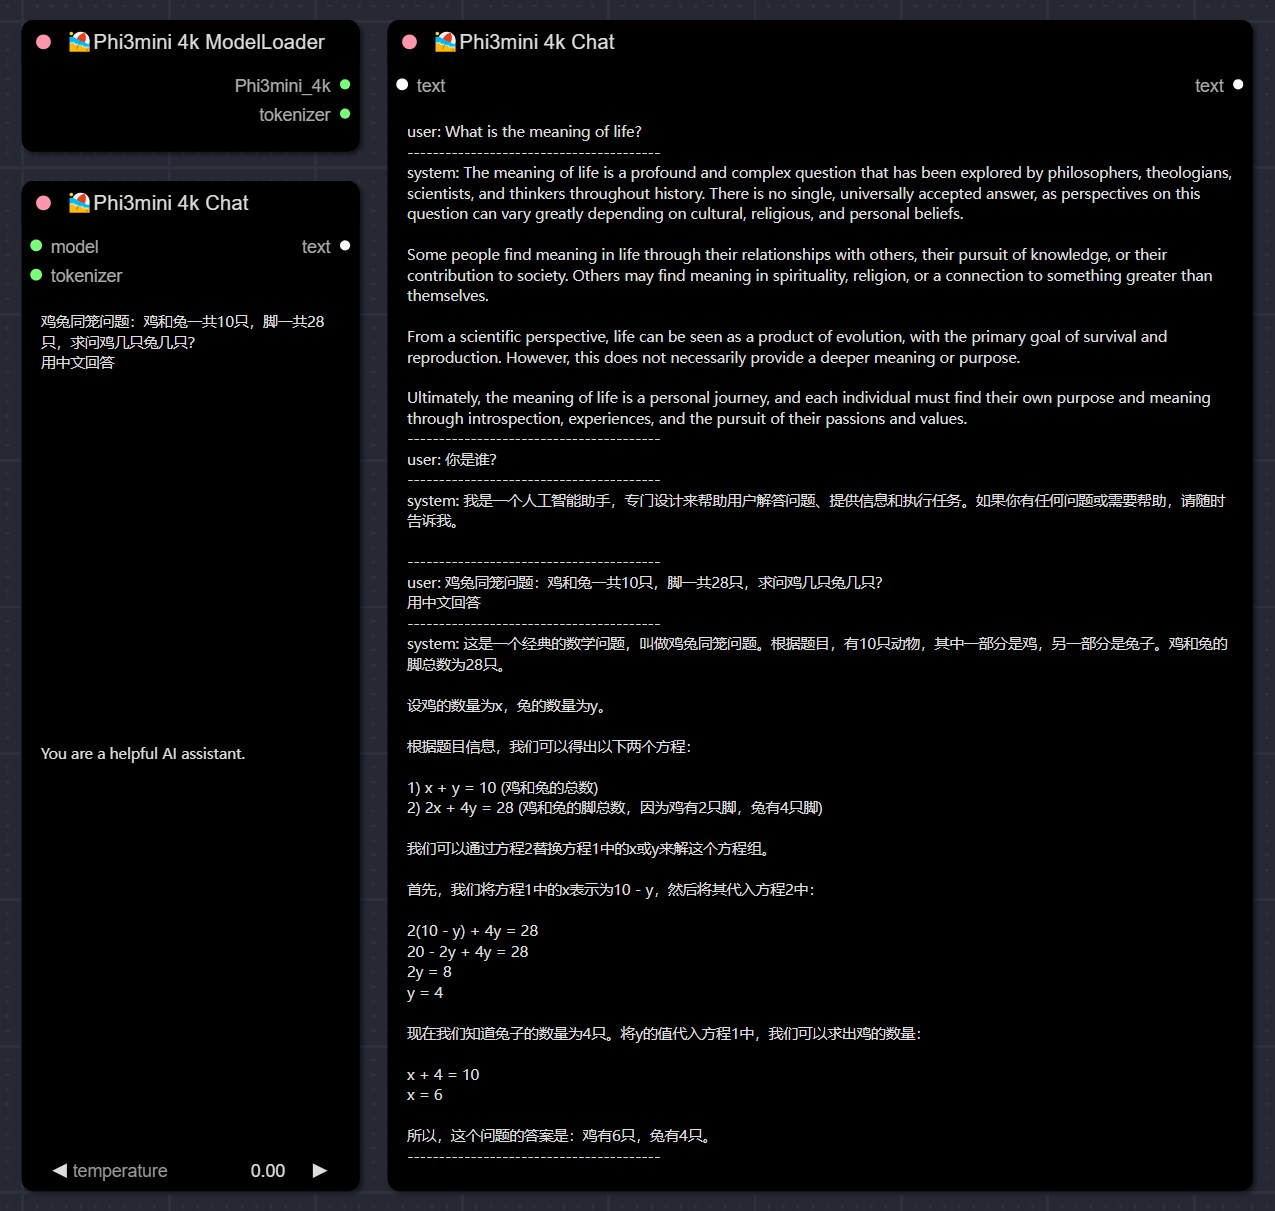 Phi3mini 4k ModelLoader
Phi3mini_4k
tokenizer
Phi3mini 4k Chat
model
text
tokenizer
鸡兔同笼问题：鸡和兔一共10只，脚一共28
只，求问鸡几只兔几只?
用中文回答
You are a helpful AI assistant.
temperature
0.00
Phi3mini 4k Chat
text
text
user: What is the meaning of life?
----------------------------------------
system: The meaning of life is a profound and complex question that has been explored by philosophers, theologians,
scientists, and thinkers throughout history. There is no single, universally accepted answer, as perspectives on this
question can vary greatly depending on cultural, religious, and personal beliefs.
Some people find meaning in life through their relationships with others, their pursuit of knowledge, or their
contribution to society. Others may find meaning in spirituality, religion, or a connection to something greater than
themselves.
From a scientific perspective, life can be seen as a product of evolution, with the primary goal of survival and
reproduction. However, this does not necessarily provide a deeper meaning or purpose.
Ultimately, the meaning of life is a personal journey, and each individual must find their own purpose and meaning
through introspection, experiences, and the pursuit of their passions and values.
----------------------------------------
user: 你是谁?
----------------------------------------
system: 我是一个人工智能助手，专门设计来帮助用户解答问题、提供信息和执行任务。如果你有任何问题或需要帮助，请随时
告诉我。
----------------------------------------
user: 鸡兔同笼问题：鸡和兔一共10只，脚一共28只，求问鸡几只兔几只?
用中文回答
----------------------------------------
system: 这是一个经典的数学问题，叫做鸡兔同笼问题。根据题目，有10只动物，其中一部分是鸡，另一部分是兔子。鸡和兔的
脚总数为28只。
设鸡的数量为x，兔的数量为y。
根据题目信息，我们可以得出以下两个方程：
1) x + y = 10 (鸡和兔的总数)
2) 2x + 4y = 28 (鸡和兔的脚总数，因为鸡有2只脚，兔有4只脚)
我们可以通过方程2替换方程1中的x或y来解这个方程组。
首先，我们将方程1中的x表示为10 - y，然后将其代入方程2中：
2(10 - y) + 4y = 28
20 - 2y + 4y = 28
2y = 8
y = 4
现在我们知道兔子的数量为4只。将y的值代入方程1中，我们可以求出鸡的数量：
x + 4 = 10
x = 6
所以，这个问题的答案是：鸡有6只，兔有4只。
----------------------------------------